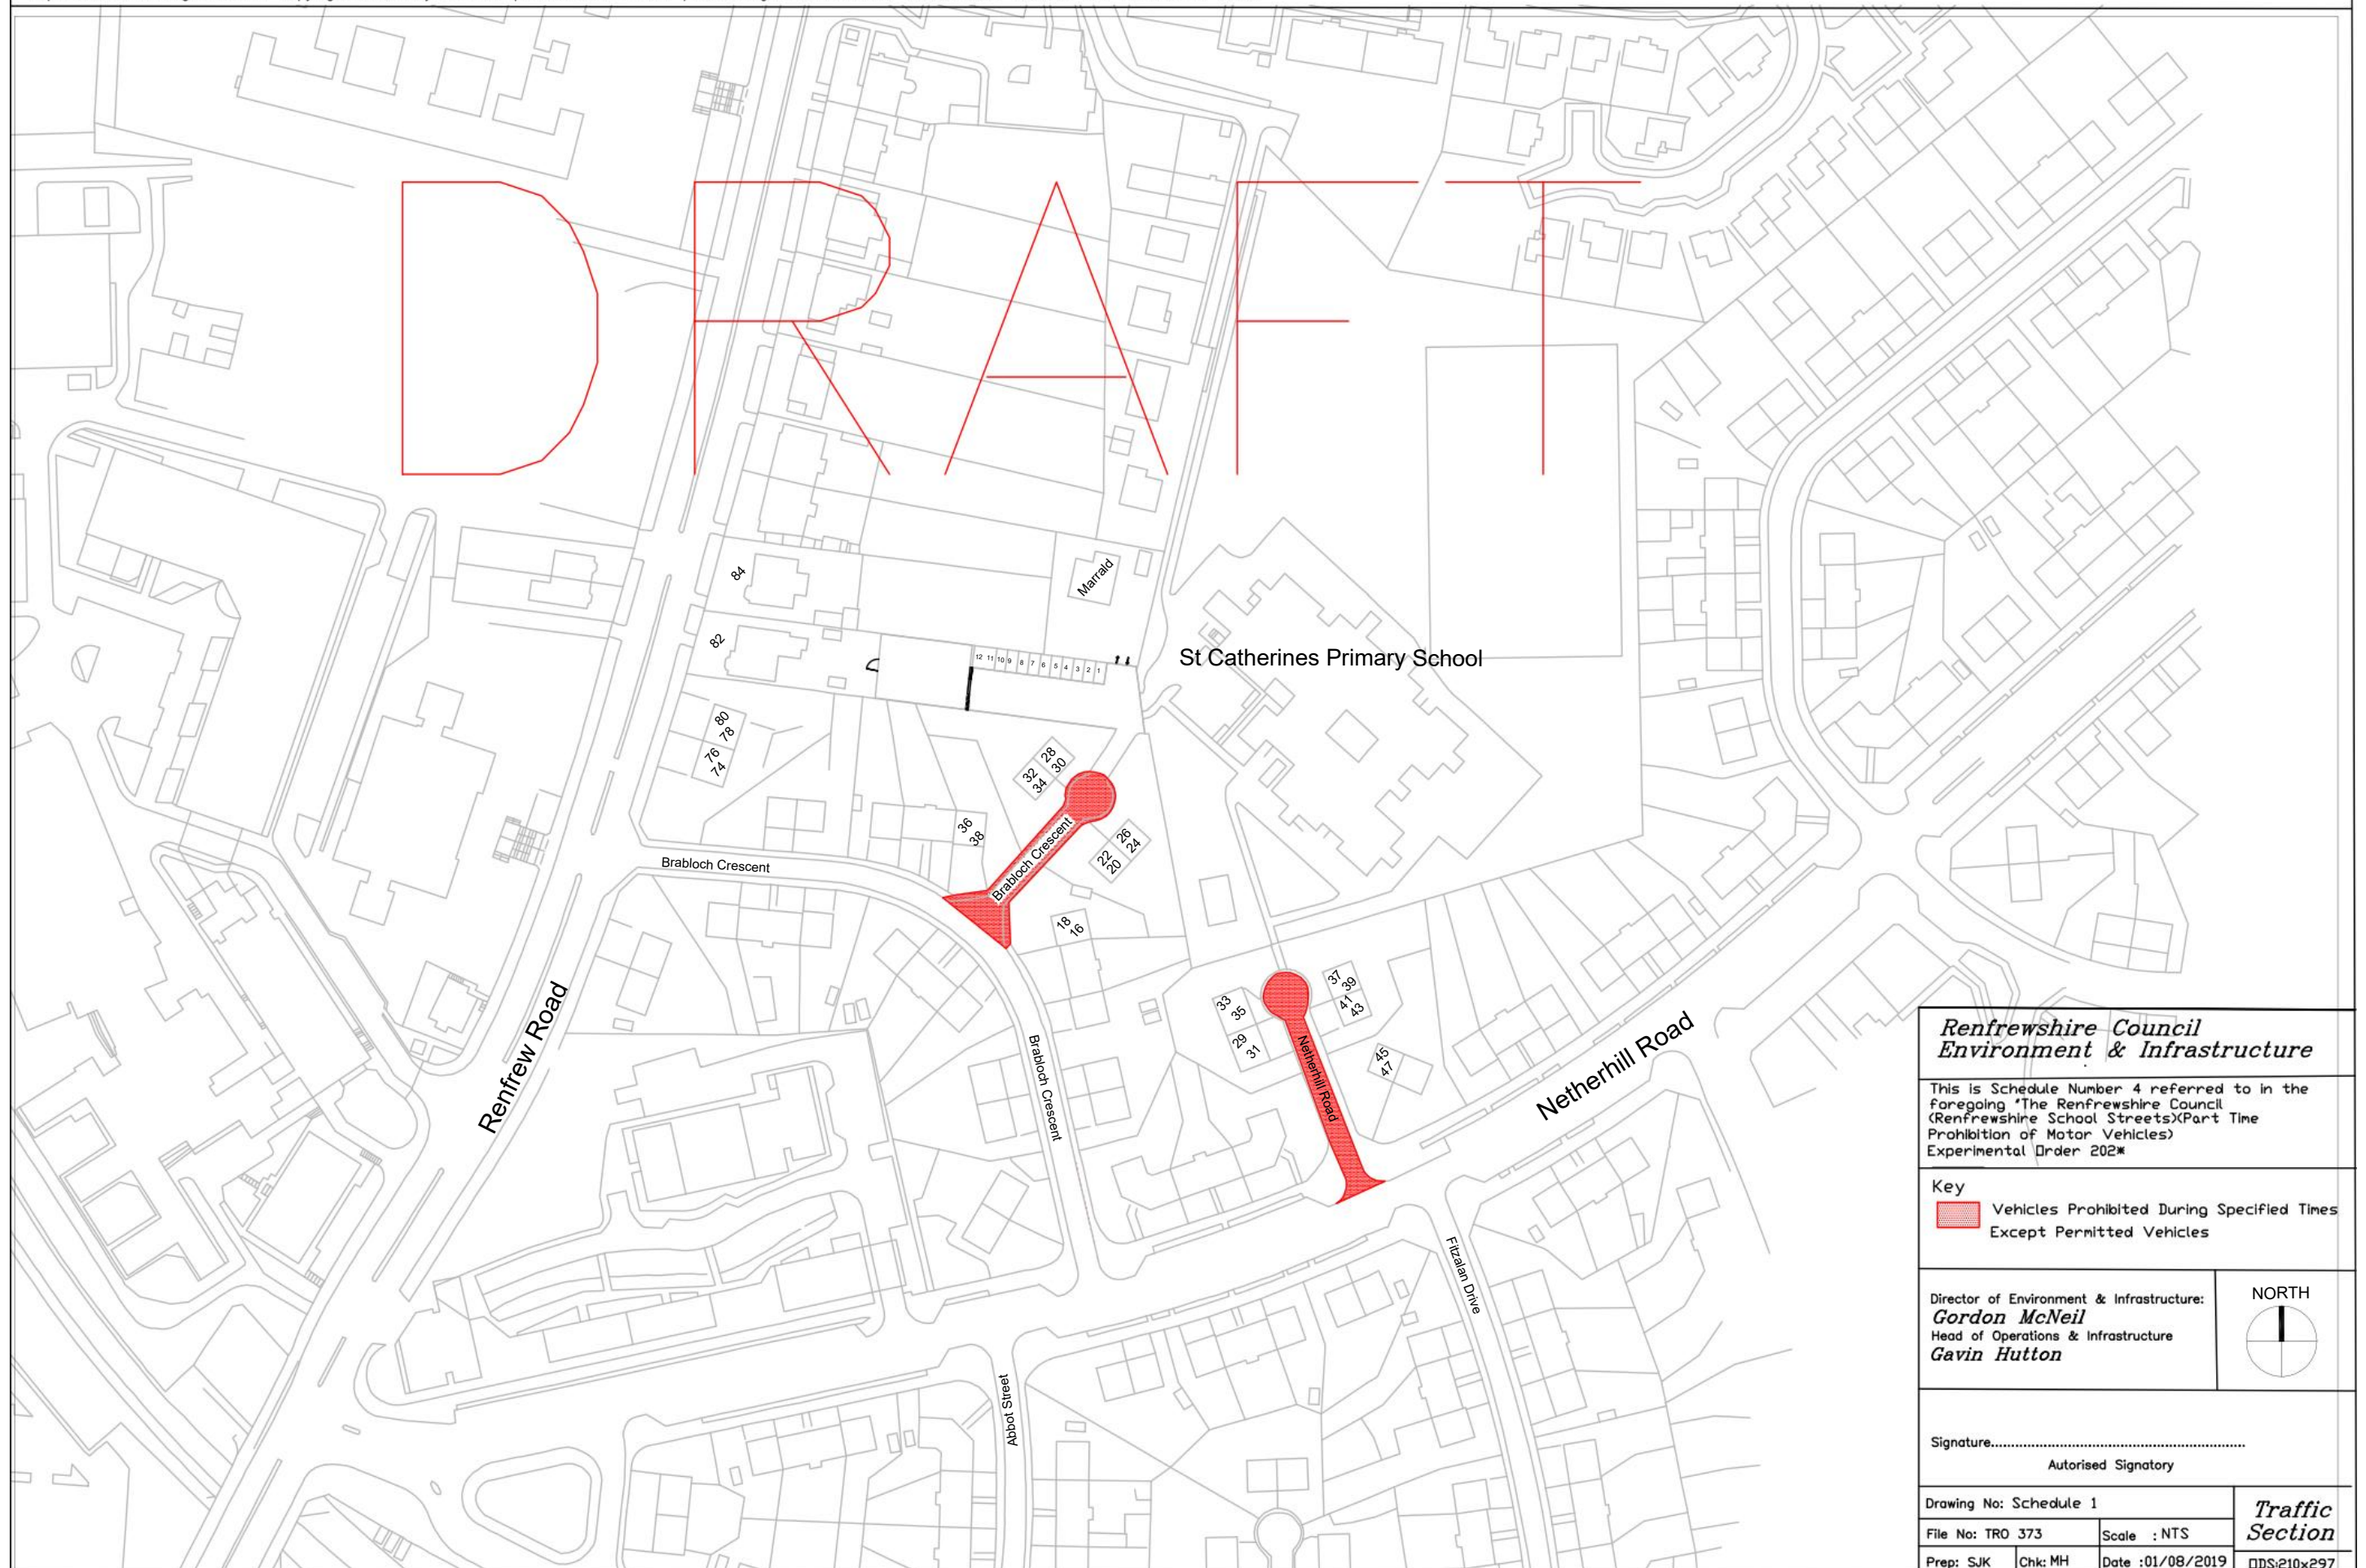 DRAFT
84
Marrald
82
12 11 10 9 8 7 6 5 4 3 2 1
St Catherines Primary School
80
78
76
74
28
30
32
34
36
38
Brabloch Crescent
Brabloch Crescent
26
24
22
20
18
16
Renfrew Road
Brabloch Crescent
33
35
29
31
37
39
41
43
45
47
Netherhill Road
Netherhill Road
Fitzalan Drive
Abbot Street
Renfrewshire Council
Environment & Infrastructure
This is Schedule Number 4 referred to in the
foregoing "The Renfrewshire Council
(Renfrewshire School Streets)(Part Time
Prohibition of Motor Vehicles)
Experimental Order 202*
Key
Vehicles Prohibited During Specified Times
Except Permitted Vehicles
Director of Environment & Infrastructure:
Gordon McNeil
Head of Operations & Infrastructure
Gavin Hutton
NORTH
Signature............................................................
Autorised Signatory
Drawing No: Schedule 1
File No: TRO 373
Scale : NTS
Traffic
Section
Prep: SJK
Chk: MH
Date :01/08/2019
ODS:210x297